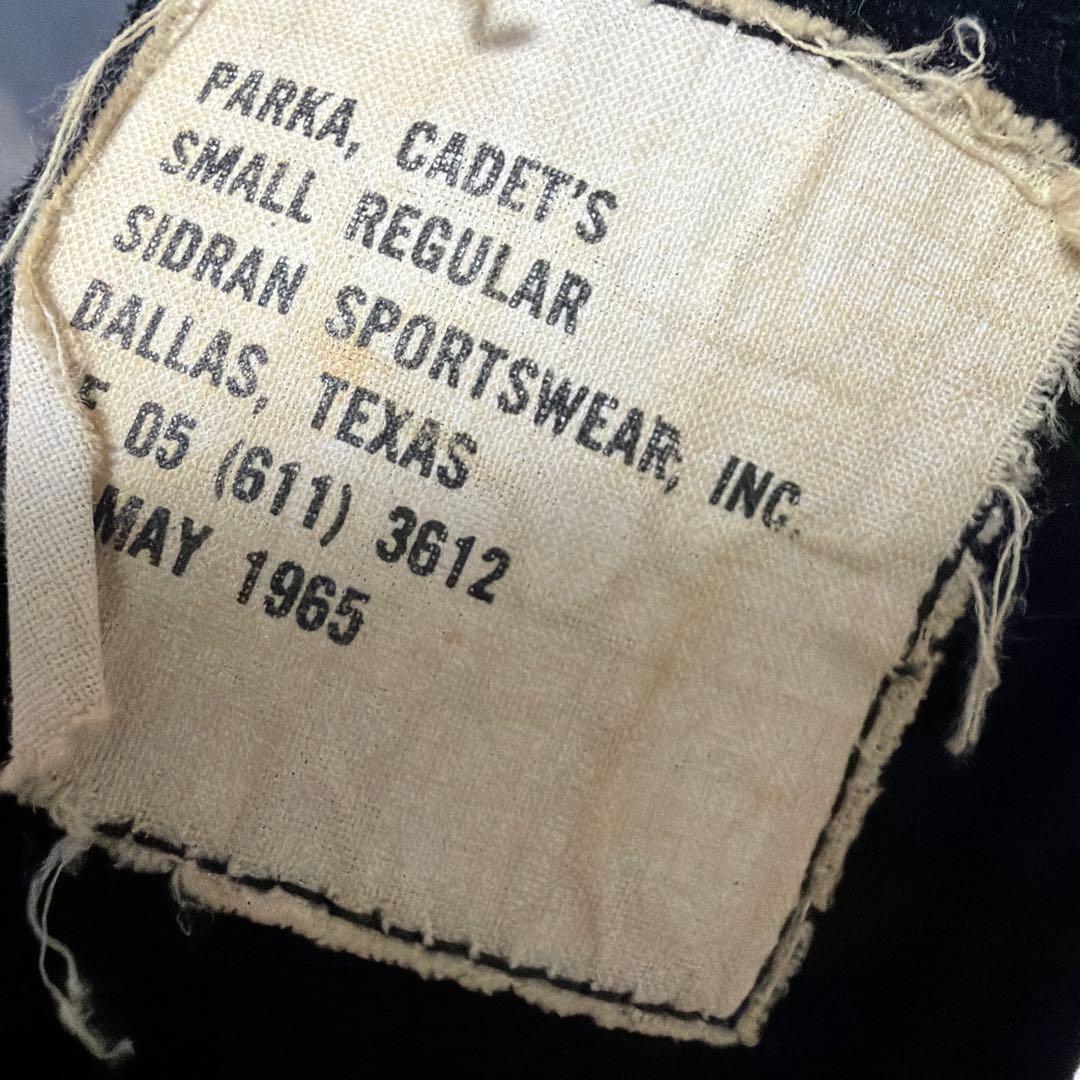 PARKA, CADET'S
SMALL REGULAR
SIDRAN SPORTSWEAR, INC.
DALLAS, TEXAS
05 (611) 3612
MAY 1965